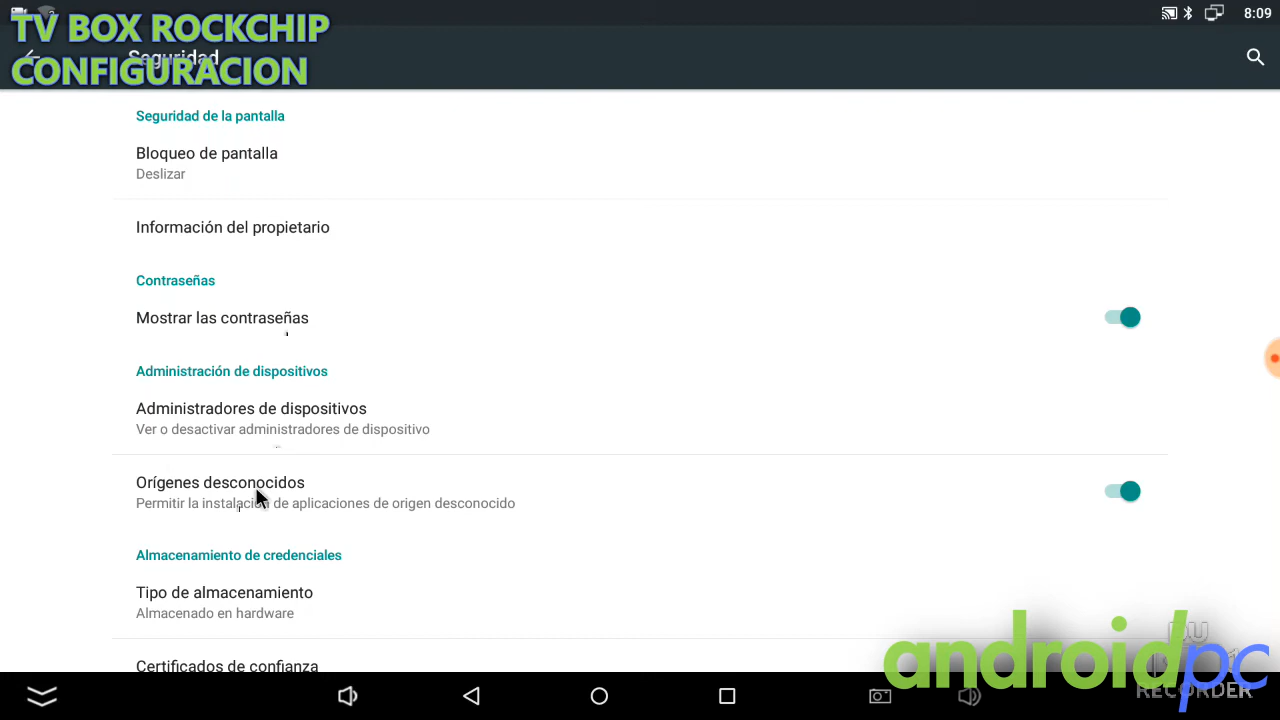 TV BOX ROCKCHIP
CONFIGURACION
Seguridad
8:09
Seguridad de la pantalla
Bloqueo de pantalla
Deslizar
Información del propietario
Contraseñas
Mostrar las contraseñas
Administración de dispositivos
Administradores de dispositivos
Ver o desactivar administradores de dispositivo
Orígenes desconocidos
Permitir la instalación de aplicaciones de origen desconocido
Almacenamiento de credenciales
Tipo de almacenamiento
Almacenado en hardware
Certificados de confianza
androidpc
DU
RECORDER